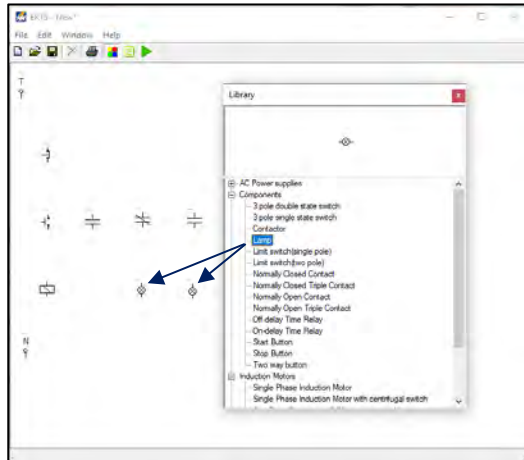 EKTS - [New*]
File Edit Window Help
T
N
Library
AC Power supplies
Components
3 pole double state switch
3 pole single state switch
Contactor
Lamp
Limit switch(single pole)
Limit switch(two pole)
Normally Closed Contact
Normally Closed Triple Contact
Normally Open Contact
Normally Open Triple Contact
Off-delay Time Relay
On-delay Time Relay
Start Button
Stop Button
Two way button
Induction Motors
Single Phase Induction Motor
Single Phase Induction Motor with centrifugal switch